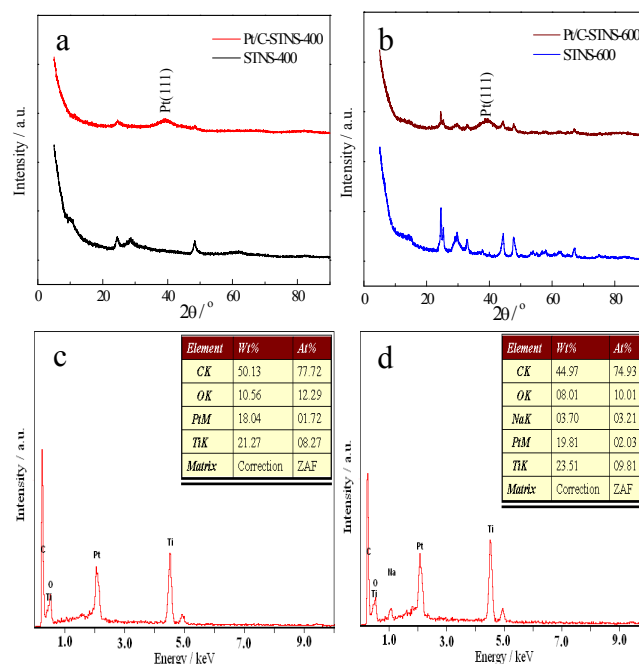 a
Pt/C-STNS-400
STNS-400
Pt(111)
Intensity / a.u.
0 20 40 60 80
2θ / °
b
Pt/C-STNS-600
STNS-600
Pt(111)
Intensity / a.u.
0 20 40 60 80
2θ / °
c
Element Wt% At%
CK 50.13 77.72
OK 10.56 12.29
PtM 18.04 01.72
TiK 21.27 08.27
Matrix Correction ZAF
Intensity / a.u.
C
O
Ti
Pt
Ti
1.0 3.0 5.0 7.0 9.0
Energy / keV
d
Element Wt% At%
CK 44.97 74.93
OK 08.01 10.01
NaK 03.70 03.21
PtM 19.81 02.03
TiK 23.51 09.81
Matrix Correction ZAF
Intensity / a.u.
C
O
Ti
Na
Pt
Ti
1.0 3.0 5.0 7.0 9.0
Energy / keV